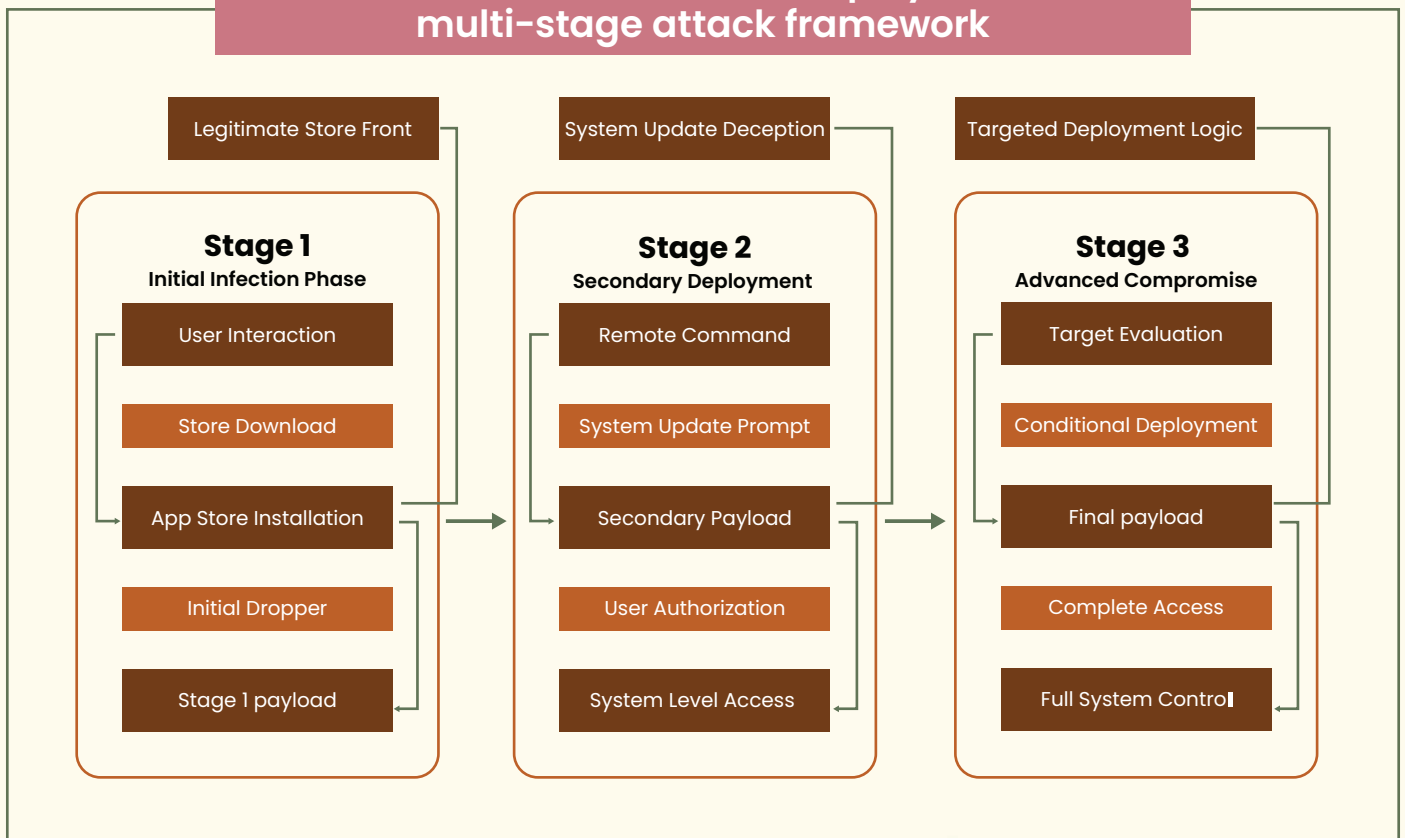 multi-stage attack framework
Legitimate Store Front
System Update Deception
Targeted Deployment Logic
Stage 1
Initial Infection Phase
User Interaction
Store Download
App Store Installation
Initial Dropper
Stage 1 payload
Stage 2
Secondary Deployment
Remote Command
System Update Prompt
Secondary Payload
User Authorization
System Level Access
Stage 3
Advanced Compromise
Target Evaluation
Conditional Deployment
Final payload
Complete Access
Full System Control